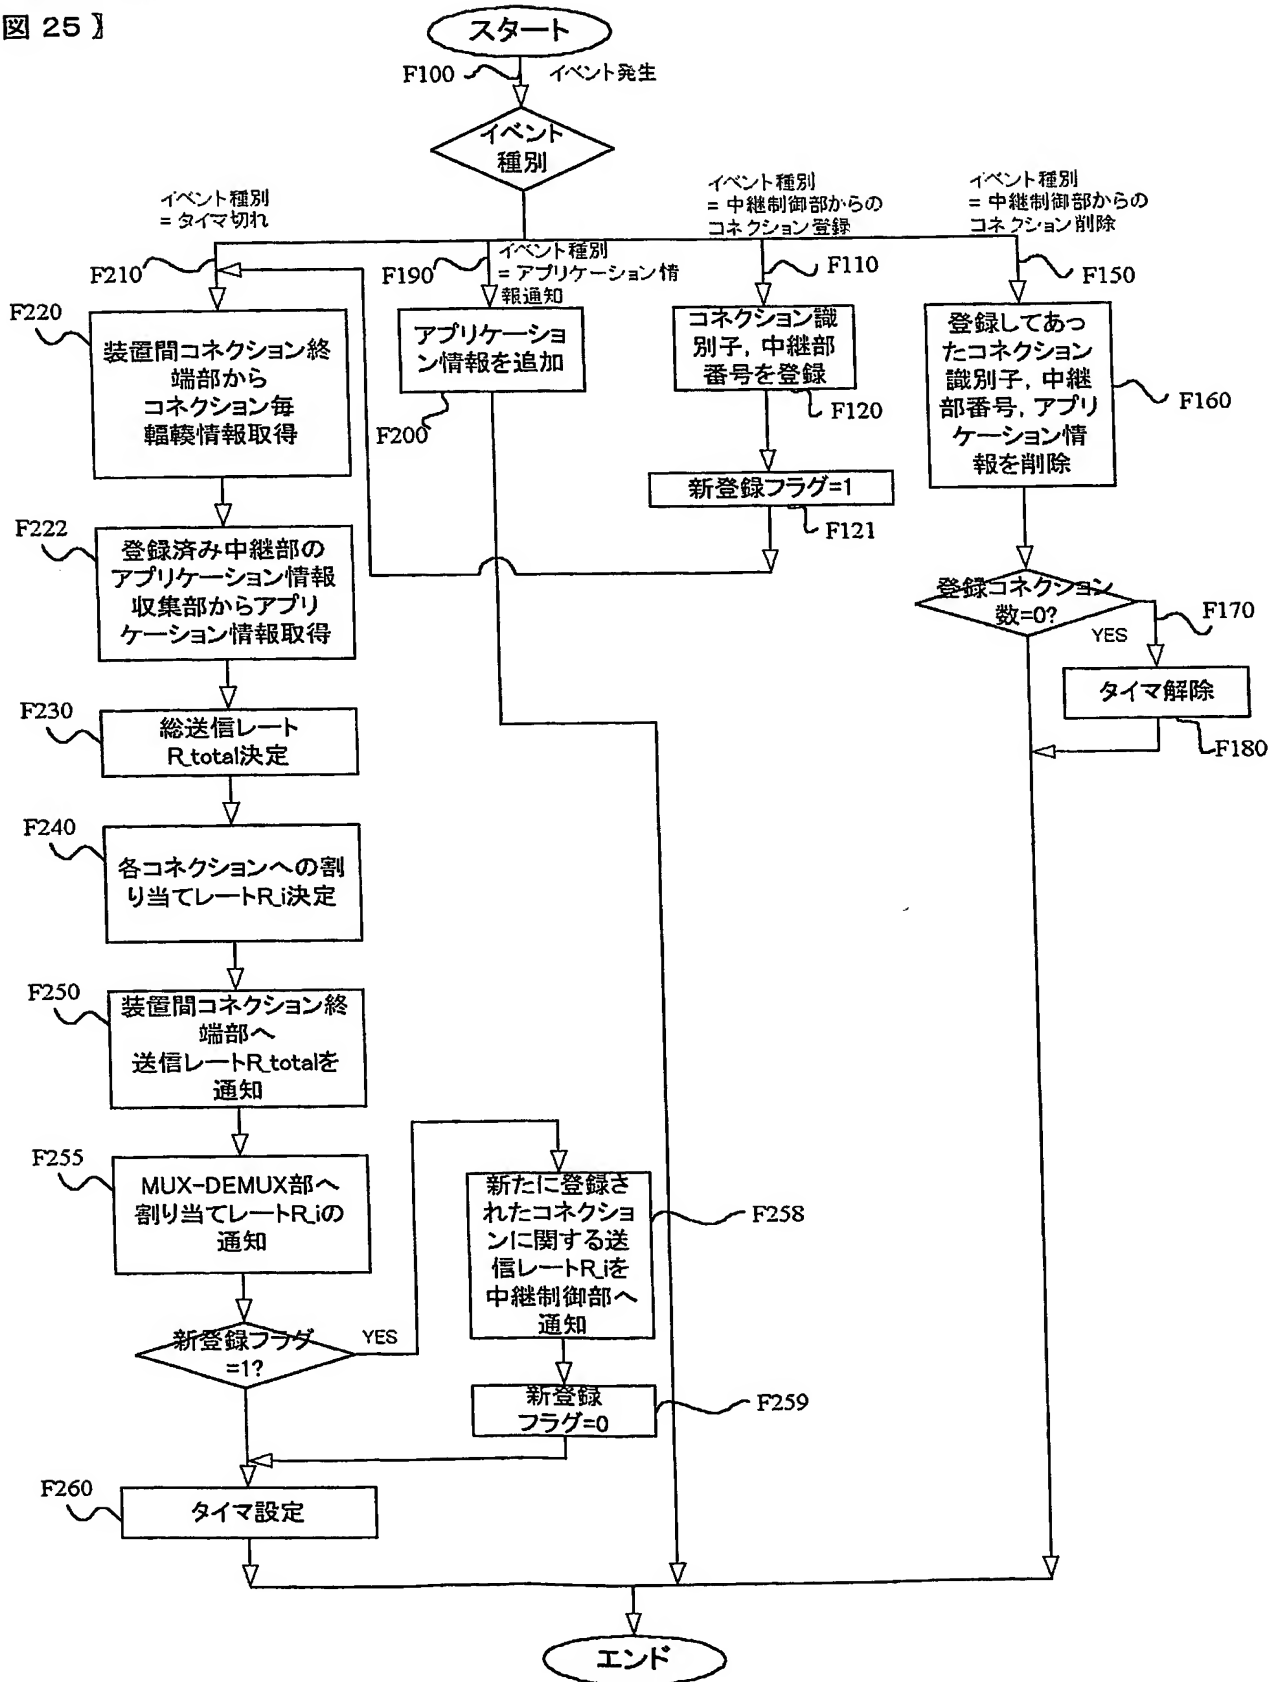 図 25 】
スタート
F100
イベント発生
イベント
種別
イベント種別
= タイマ切れ
イベント種別
= 中継制御部からの
コネクション登録
イベント種別
= 中継制御部からの
コネクション削除
F210
F190
イベント種別
= アプリケーション情
報通知
F110
F150
F220
装置間コネクション終
端部から
コネクション毎
輻輳情報取得
アプリケーショ
ン情報を追加
F200
コネクション識
別子, 中継部
番号を登録
F120
登録してあっ
たコネクション
識別子, 中継
部番号, アプリ
ケーション情
報を削除
F160
新登録フラグ=1
F121
F222
登録済み中継部の
アプリケーション情報
収集部からアプリ
ケーション情報取得
登録コネクション
数=0?
F170
YES
タイマ解除
F180
F230
総送信レート
R_total決定
F240
各コネクションへの割
り当てレートR_i決定
F250
装置間コネクション終
端部へ
送信レートR_totalを
通知
F255
MUX-DEMUX部へ
割り当てレートR_iの
通知
新たに登録さ
れたコネクショ
ンに関する送
信レートR_iを
中継制御部へ
通知
F258
新登録フラグ
=1?
YES
新登録
フラグ=0
F259
F260
タイマ設定
エンド